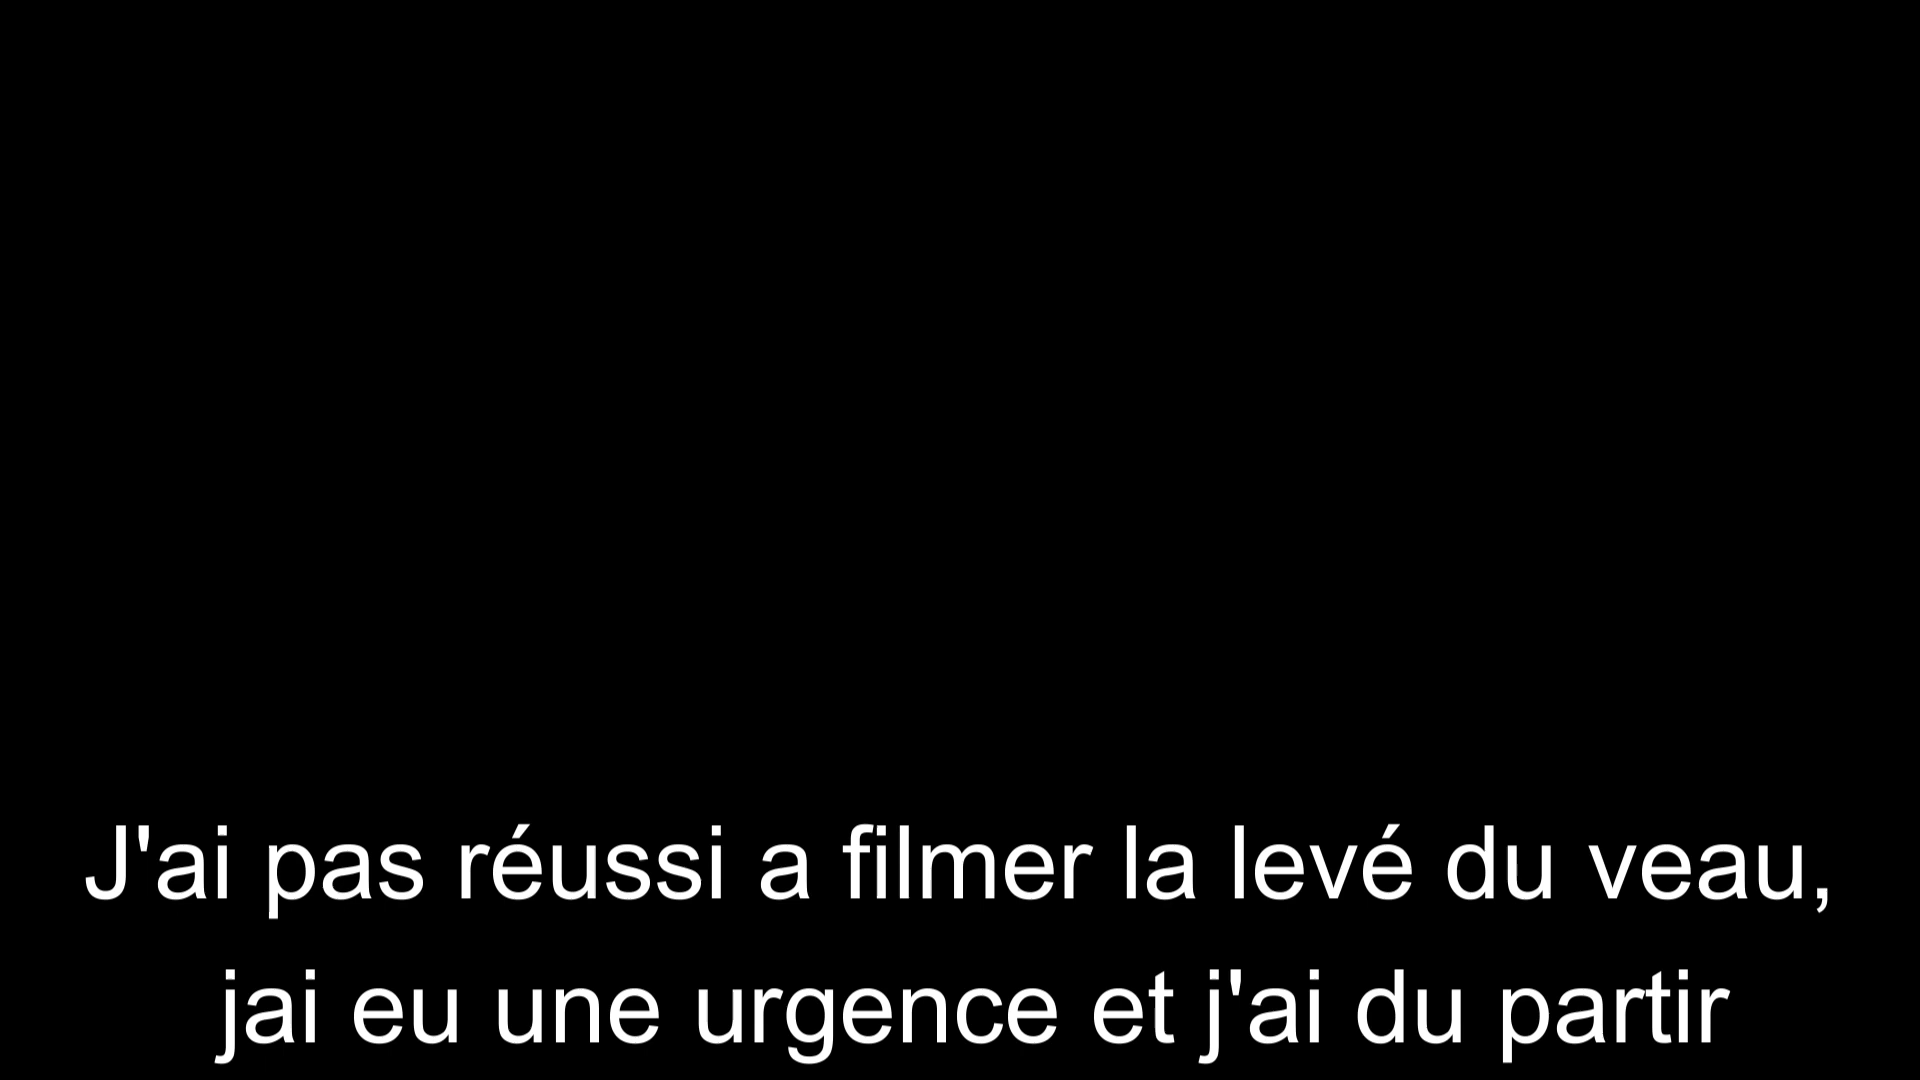 J'ai pas réussi a filmer la levé du veau,
jai eu une urgence et j'ai du partir